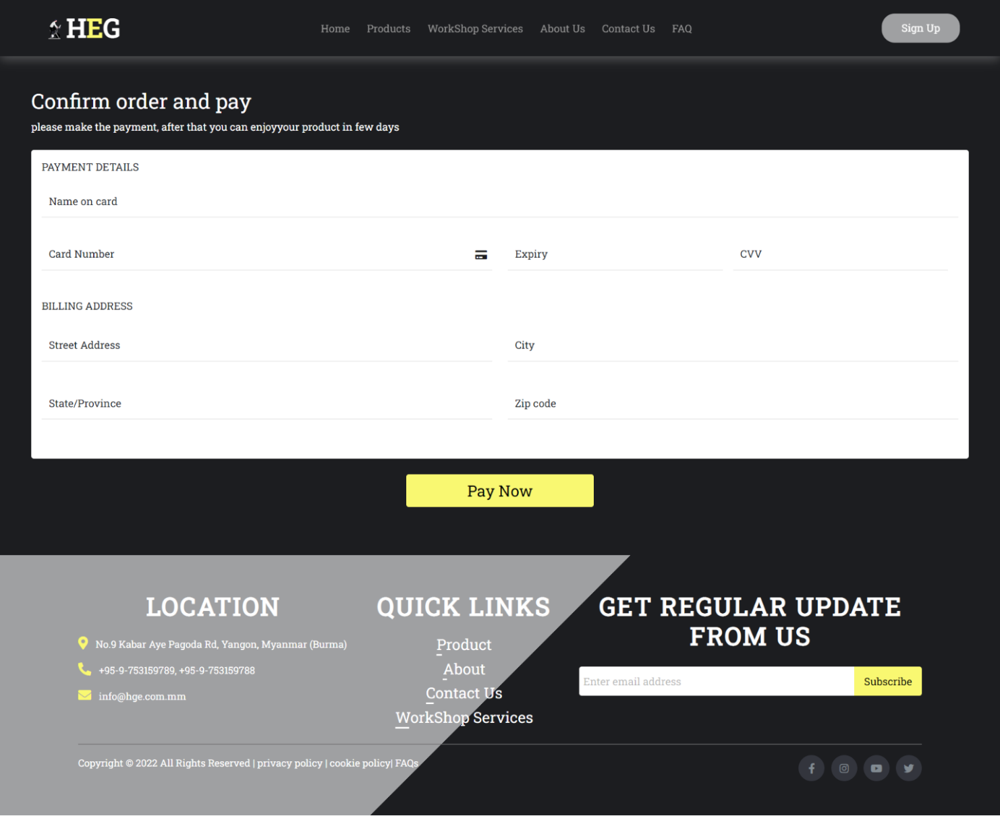 HEG
Home Products WorkShop Services About Us Contact Us FAQ
Sign Up
Confirm order and pay
please make the payment, after that you can enjoyyour product in few days
PAYMENT DETAILS
Name on card
Card Number
Expiry
CVV
BILLING ADDRESS
Street Address
City
State/Province
Zip code
Pay Now
LOCATION
No.9 Kabar Aye Pagoda Rd, Yangon, Myanmar (Burma)
+95-9-753159789, +95-9-753159788
info@hge.com.mm
QUICK LINKS
Product
About
Contact Us
WorkShop Services
GET REGULAR UPDATE
FROM US
Enter email address
Subscribe
Copyright © 2022 All Rights Reserved | privacy policy | cookie policy| FAQs